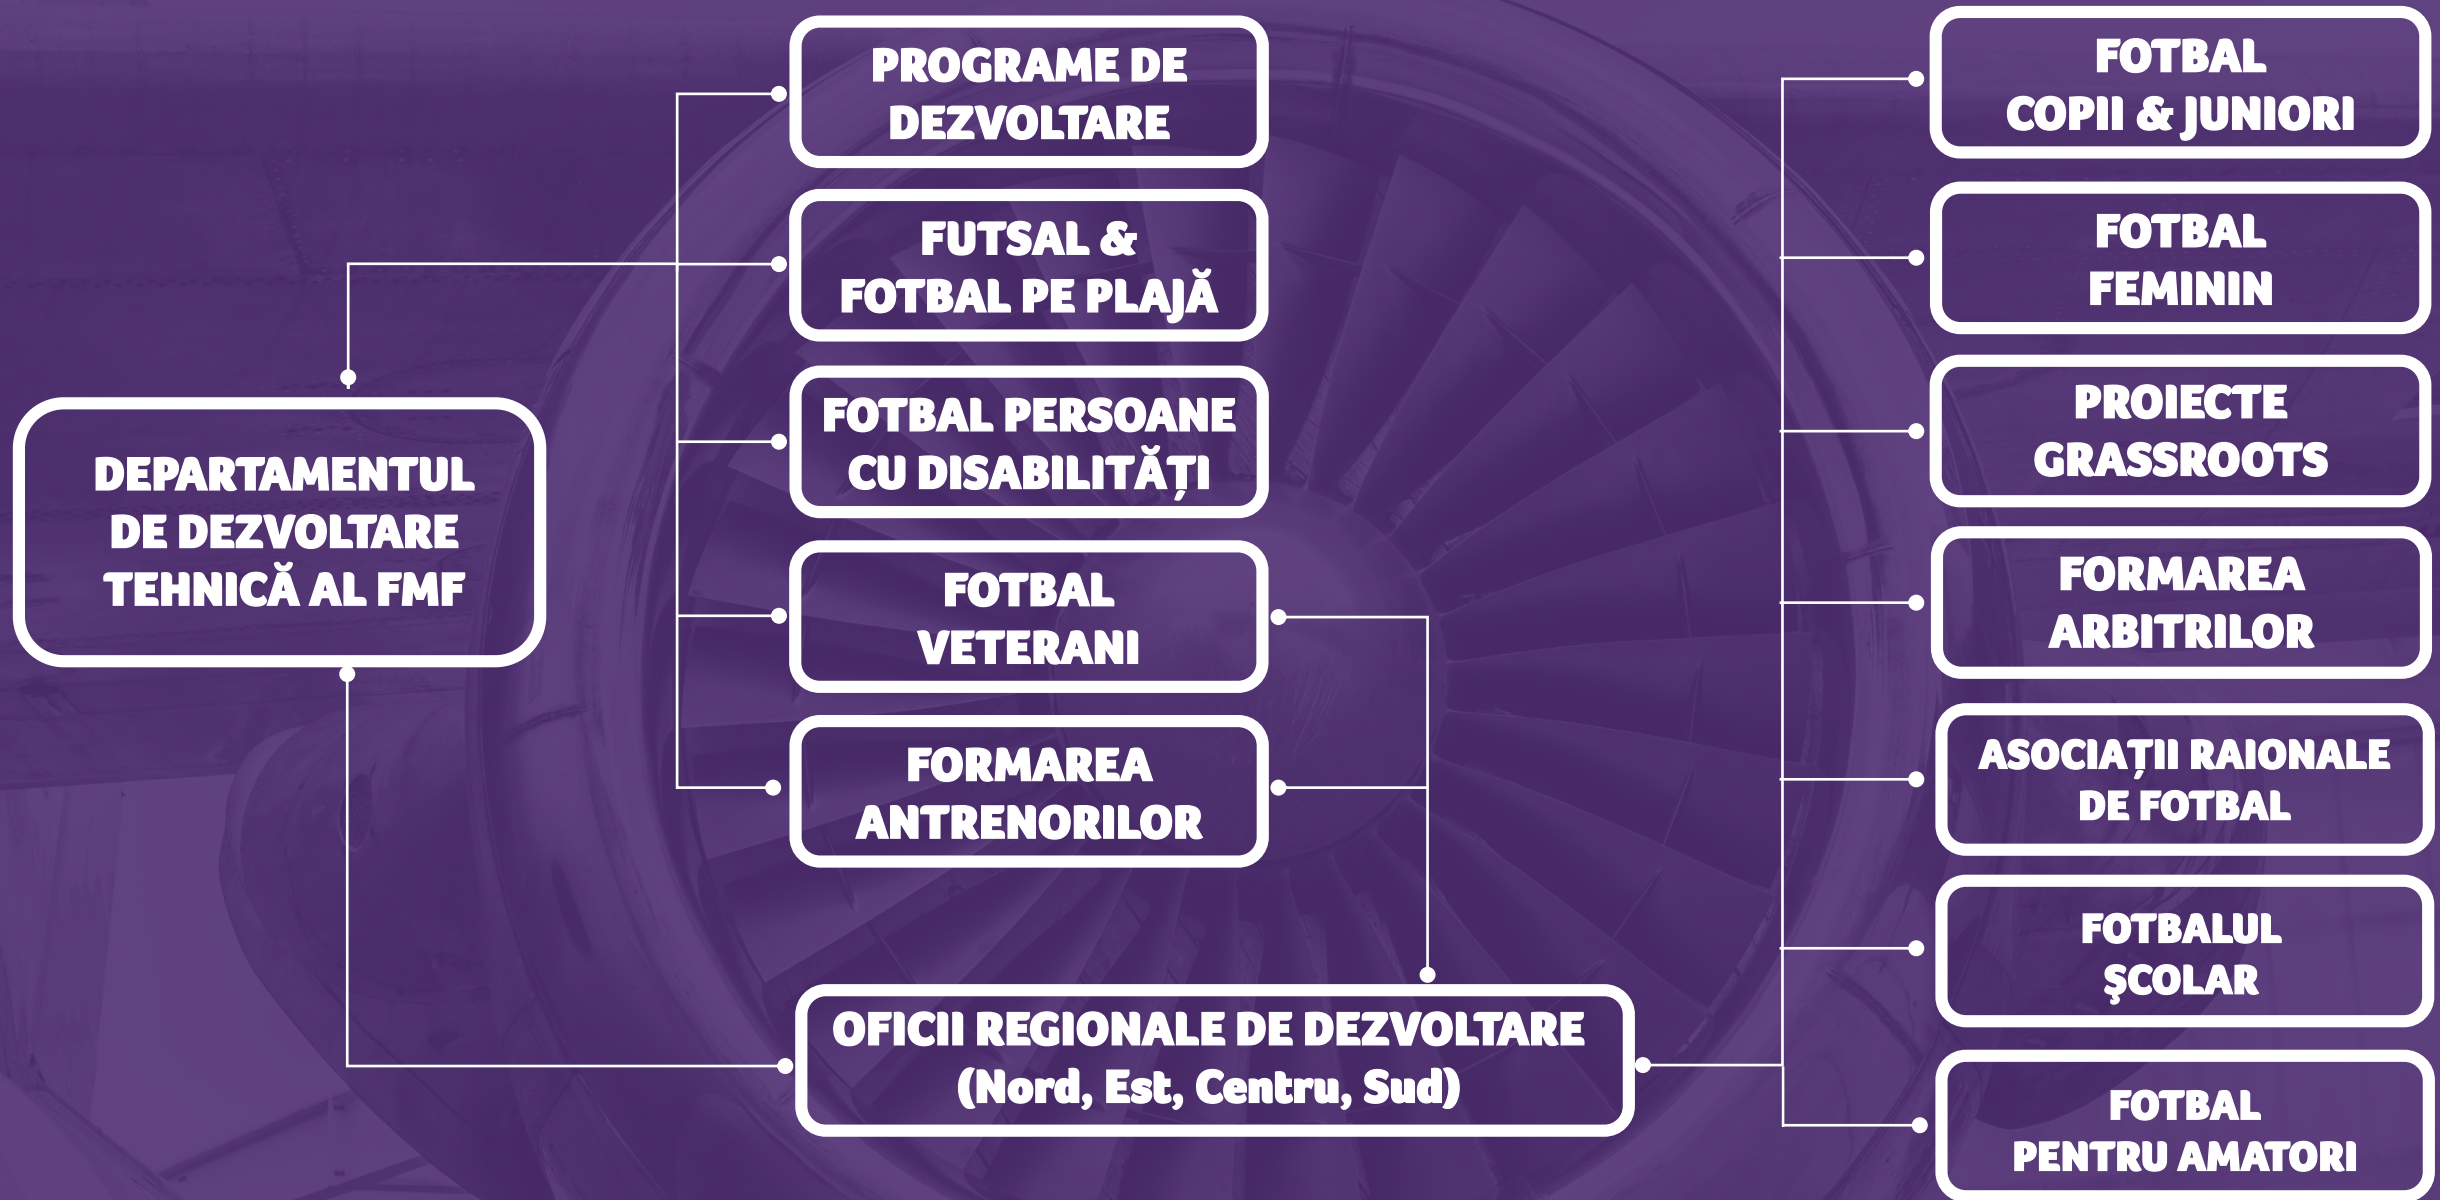 DEPARTAMENTUL
DE DEZVOLTARE
TEHNICĂ AL FMF
PROGRAME DE
DEZVOLTARE
FUTSAL &
FOTBAL PE PLAJĂ
FOTBAL PERSOANE
CU DISABILITĂȚI
FOTBAL
VETERANI
FORMAREA
ANTRENORILOR
OFICII REGIONALE DE DEZVOLTARE
(Nord, Est, Centru, Sud)
FOTBAL
COPII & JUNIORI
FOTBAL
FEMININ
PROIECTE
GRASSROOTS
FORMAREA
ARBITRILOR
ASOCIAȚII RAIONALE
DE FOTBAL
FOTBALUL
ŞCOLAR
FOTBAL
PENTRU AMATORI